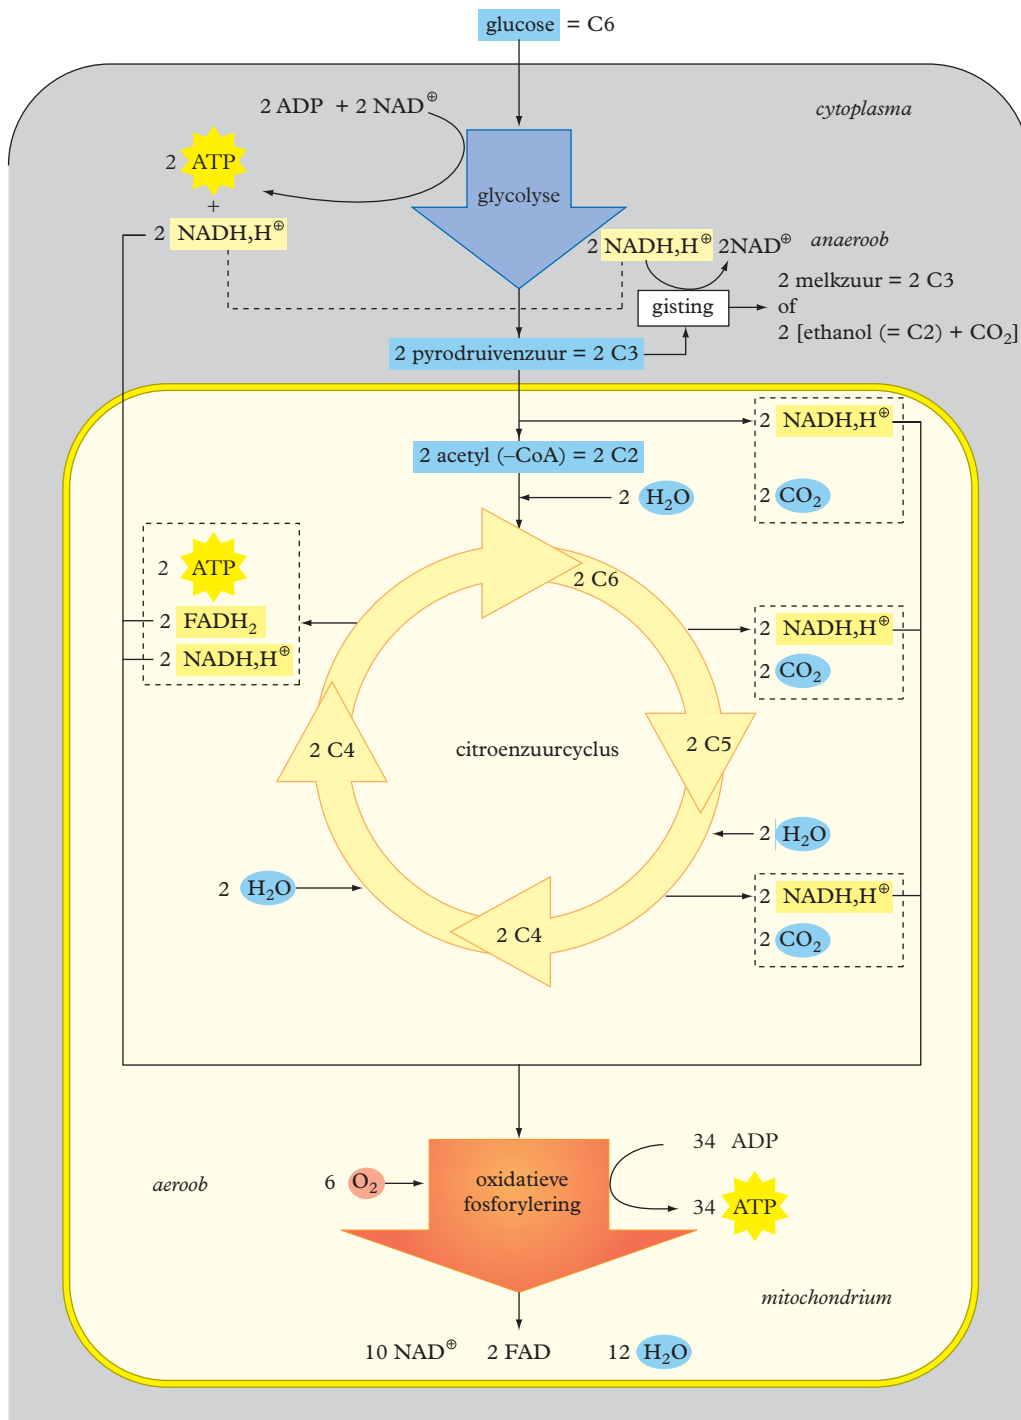 glucose = C6
2 ADP + 2 NAD⊕
cytoplasma
2 ATP
+
2 NADH,H⊕
glycolyse
2 NADH,H⊕ 2NAD⊕
anaeroob
gisting
2 melkzuur = 2 C3
of
2 [ethanol (= C2) + CO₂]
2 pyrodruivenzuur = 2 C3
2 NADH,H⊕
2 CO₂
2 acetyl (–CoA) = 2 C2
2 H₂O
2 ATP
2 FADH₂
2 NADH,H⊕
2 C6
2 NADH,H⊕
2 CO₂
2 C4
citroenzuurcyclus
2 C5
2 H₂O
2 H₂O
2 NADH,H⊕
2 CO₂
2 C4
aeroob
6 O₂
oxidatieve
fosforylering
34 ADP
34 ATP
mitochondrium
10 NAD⊕ 2 FAD 12 H₂O